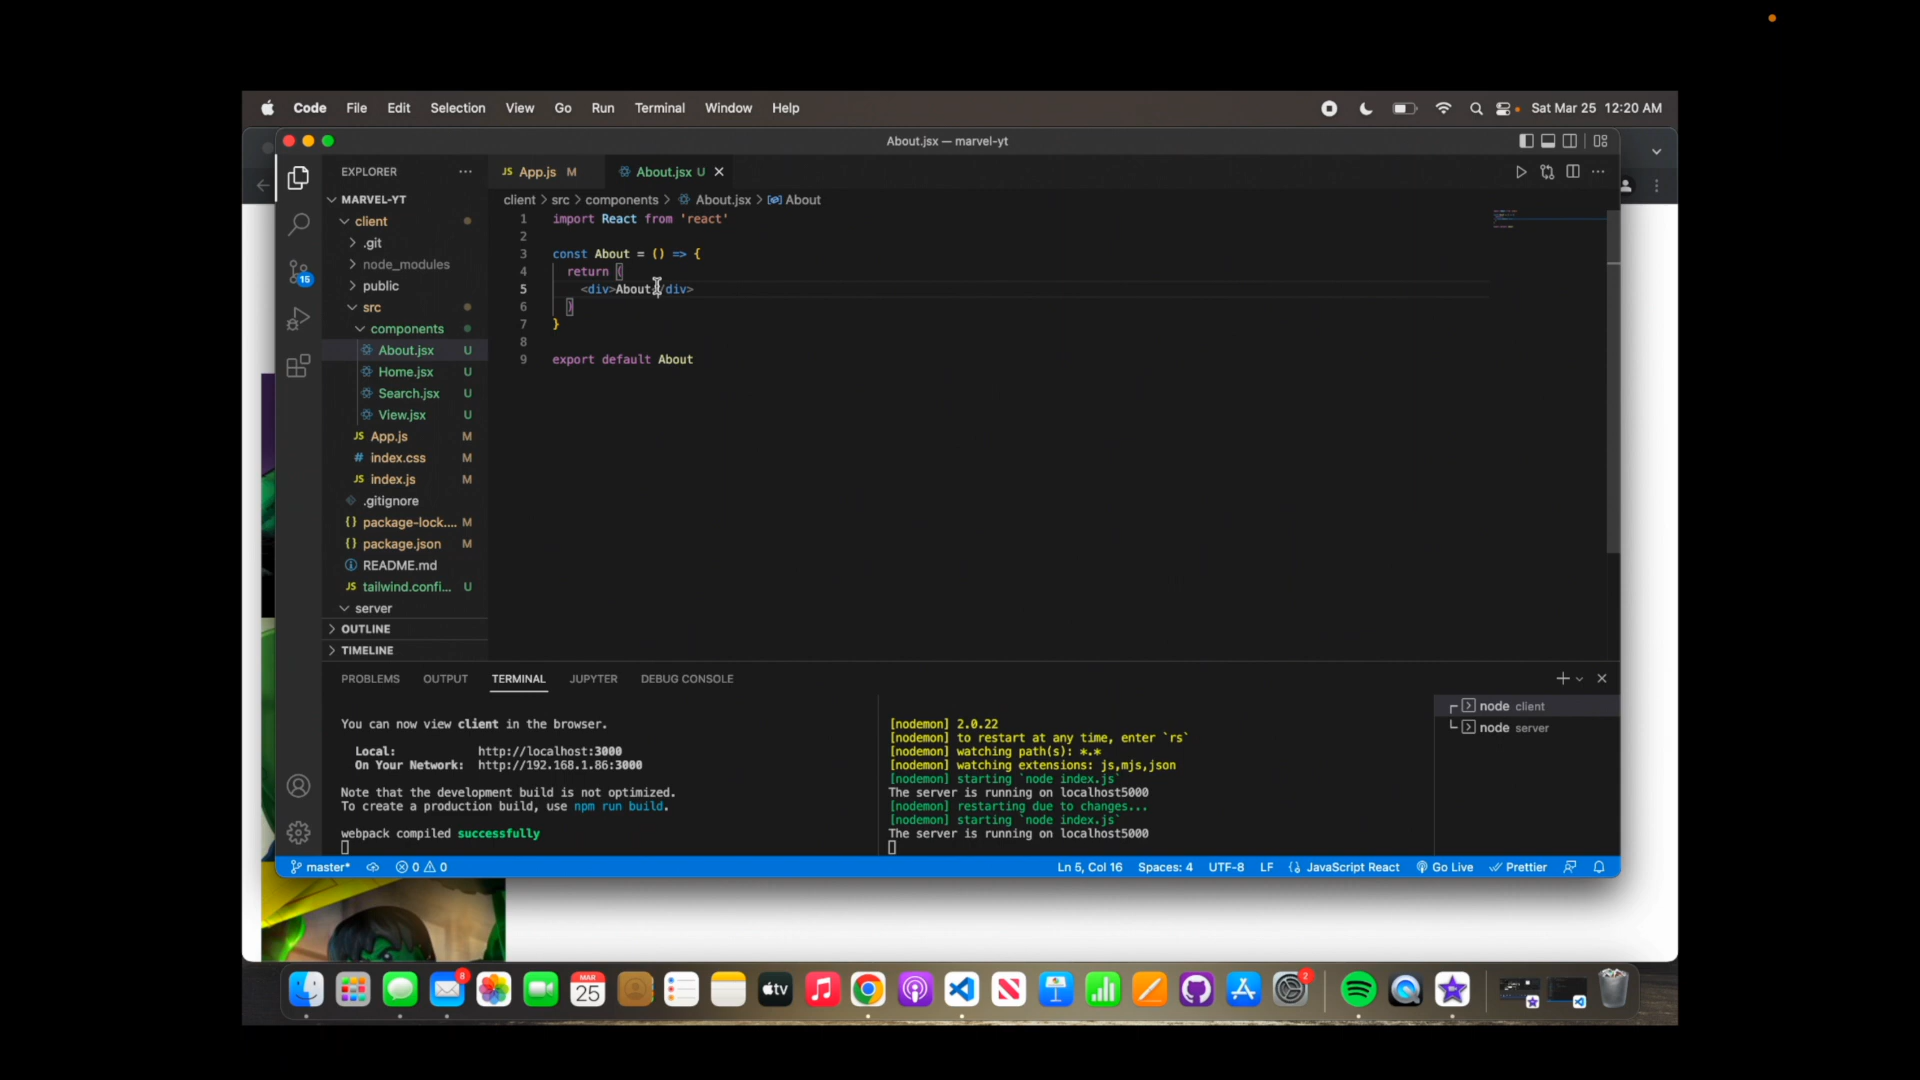 Code File Edit Selection View Go Run Terminal Window Help
Sat Mar 25 12:20 AM
About.jsx — marvel-yt
EXPLORER
MARVEL-YT
client
.git
node_modules
public
src
components
About.jsx U
Home.jsx U
Search.jsx U
View.jsx U
JS App.js M
# index.css M
JS index.js M
.gitignore
{} package-lock.... M
{} package.json M
README.md
JS tailwind.confi... U
server
OUTLINE
TIMELINE
15
JS App.js M
About.jsx U
client > src > components > About.jsx > About
1 import React from 'react'
2
3 const About = () => {
4 return (
5 <div>About</div>
6 )
7 }
8
9 export default About
PROBLEMS OUTPUT TERMINAL JUPYTER DEBUG CONSOLE
You can now view client in the browser.
Local: http://localhost:3000
On Your Network: http://192.168.1.86:3000
Note that the development build is not optimized.
To create a production build, use npm run build.
webpack compiled successfully
[nodemon] 2.0.22
[nodemon] to restart at any time, enter `rs`
[nodemon] watching path(s): *.*
[nodemon] watching extensions: js,mjs,json
[nodemon] starting `node index.js`
The server is running on localhost5000
[nodemon] restarting due to changes...
[nodemon] starting `node index.js`
The server is running on localhost5000
node client
node server
master* 0 0
Ln 5, Col 16 Spaces: 4 UTF-8 LF {} JavaScript React Go Live Prettier
8
MAR
25
tv
2